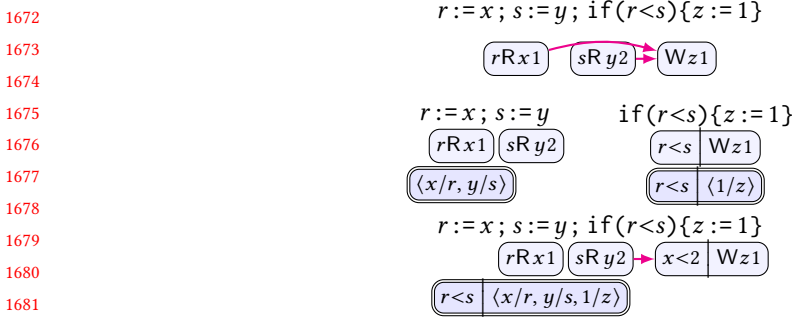 1672
r := x ; s := y ; if(r<s){z := 1}
1673
rRx1 sRy2 Wz1
1674
1675
r := x ; s := y if(r<s){z := 1}
1676
rRx1 sRy2 r<s | Wz1
1677
⟨x/r, y/s⟩ r<s | ⟨1/z⟩
1678
1679
r := x ; s := y ; if(r<s){z := 1}
1680
rRx1 sRy2 x<2 | Wz1
1681
r<s | ⟨x/r, y/s, 1/z⟩